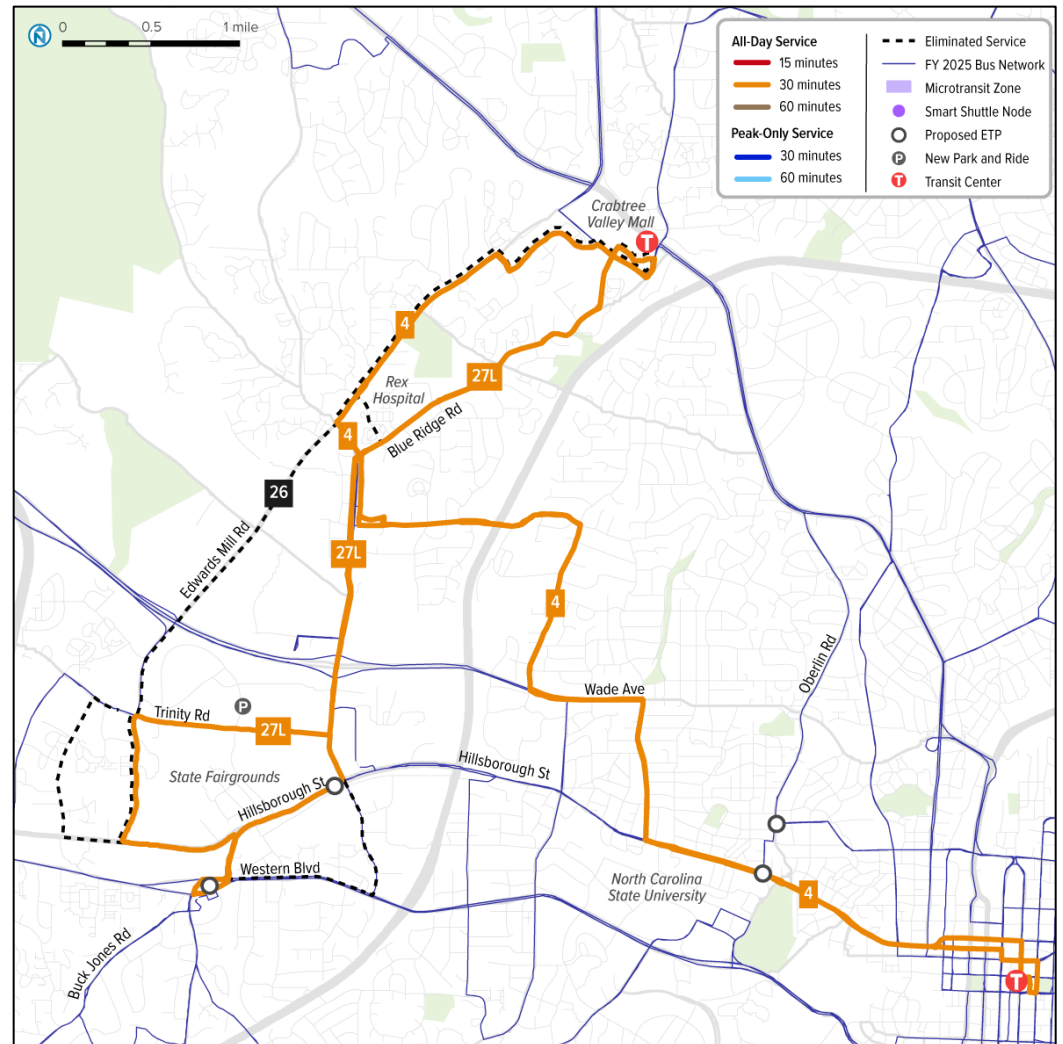 N
0
0.5
1 mile
All-Day Service
15 minutes
30 minutes
60 minutes
Peak-Only Service
30 minutes
60 minutes
Eliminated Service
FY 2025 Bus Network
Microtransit Zone
Smart Shuttle Node
Proposed ETP
P
New Park and Ride
T
Transit Center
Crabtree
Valley Mall
T
4
27L
Rex
Hospital
Blue Ridge Rd
4
26
27L
Edwards Mill Rd
4
Oberlin Rd
Wade Ave
P
Trinity Rd
27L
Hillsborough St
State Fairgrounds
Hillsborough St
Western Blvd
North Carolina
State University
4
Buck Jones Rd
T